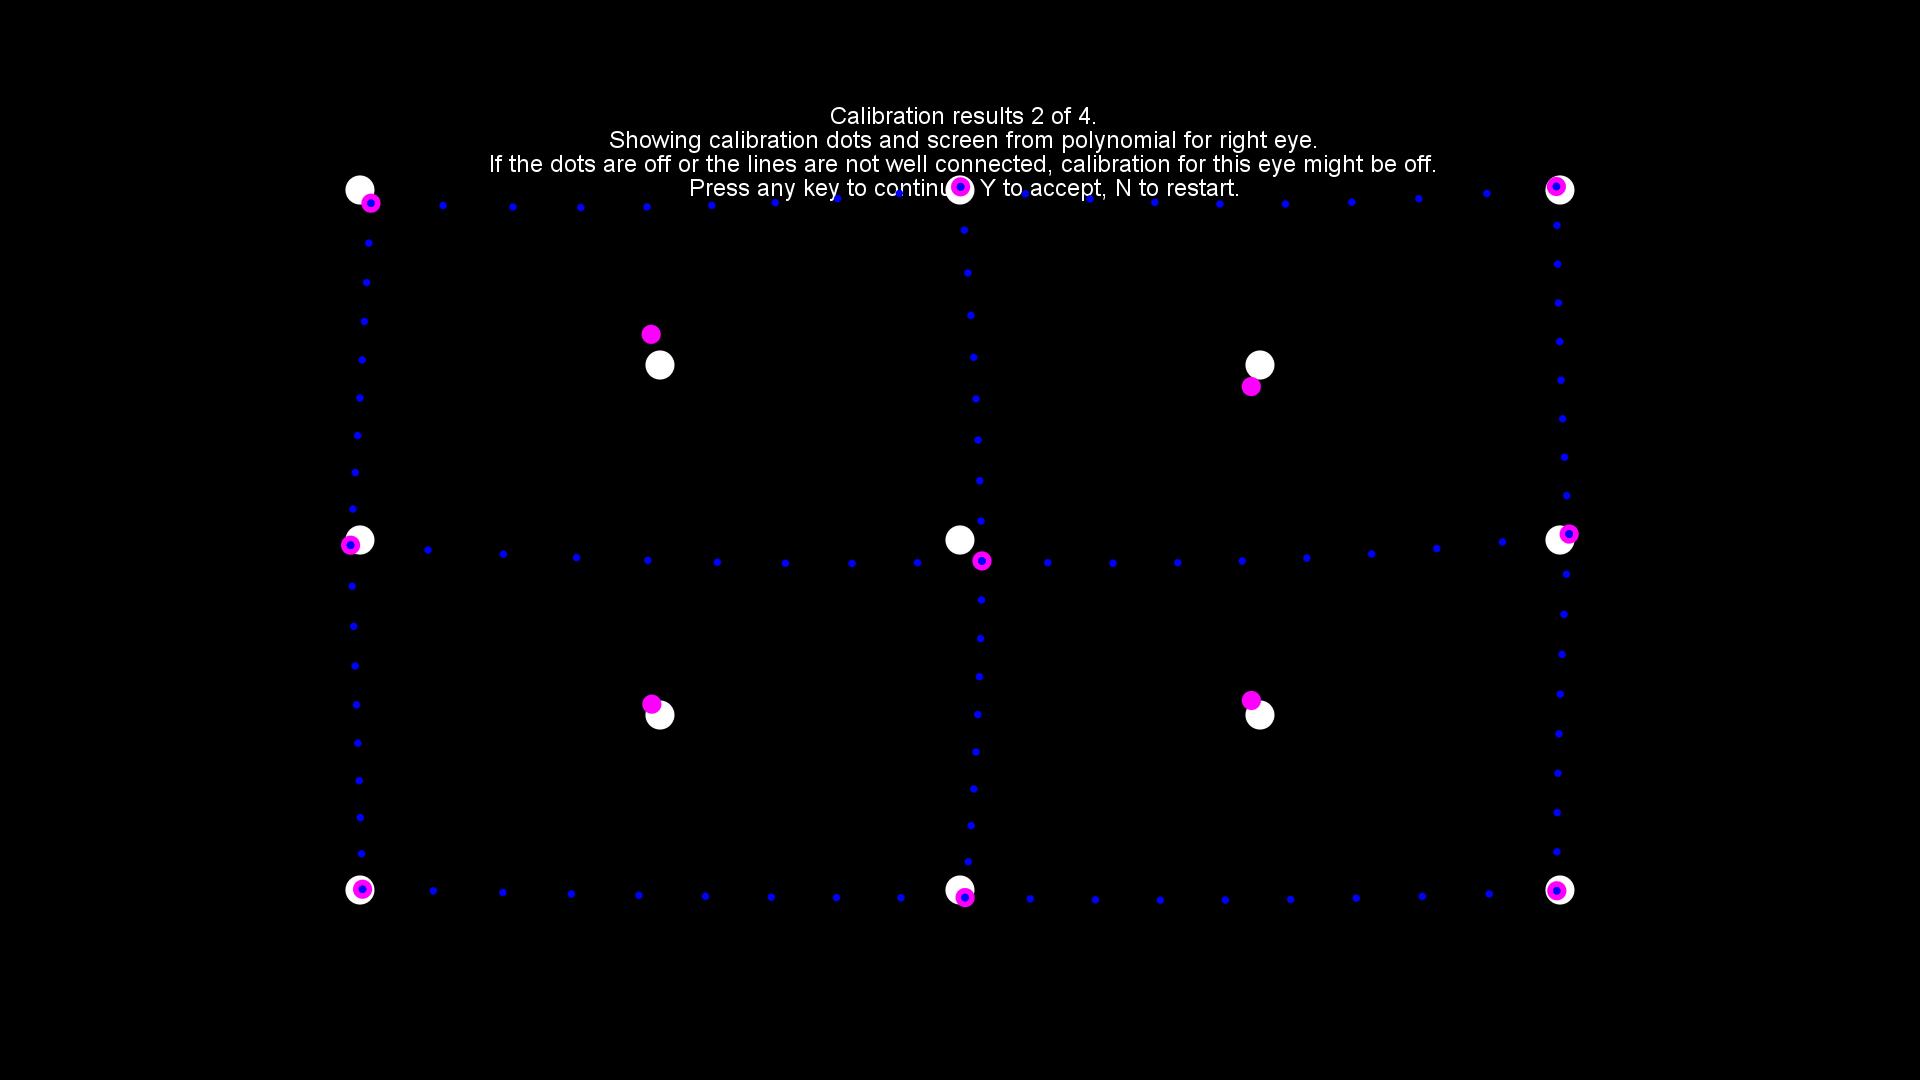 Calibration results 2 of 4.
Showing calibration dots and screen from polynomial for right eye.
If the dots are off or the lines are not well connected, calibration for this eye might be off.
Press any key to continu Y to accept, N to restart.